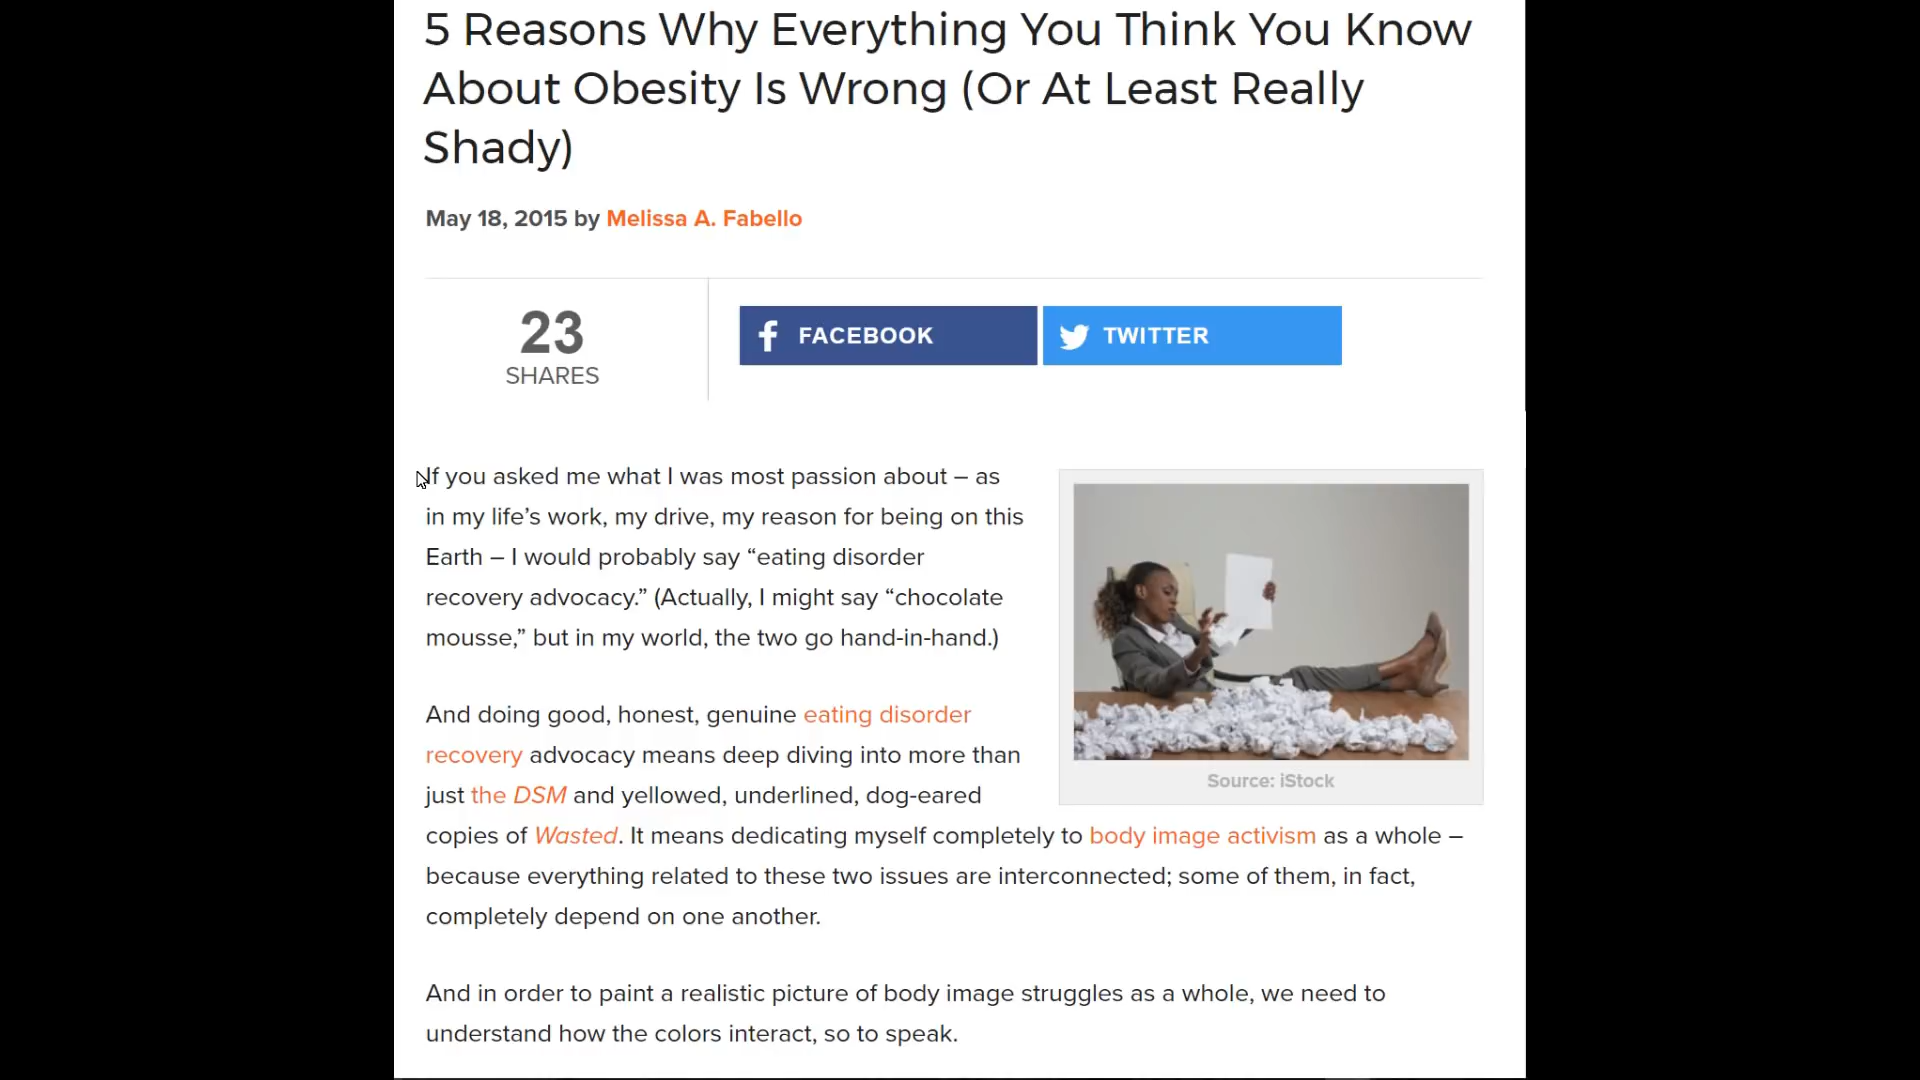 5 Reasons Why Everything You Think You Know
About Obesity Is Wrong (Or At Least Really
Shady)
May 18, 2015 by Melissa A. Fabello
23
SHARES
FACEBOOK
TWITTER
If you asked me what I was most passion about – as
in my life’s work, my drive, my reason for being on this
Earth – I would probably say “eating disorder
recovery advocacy.” (Actually, I might say “chocolate
mousse,” but in my world, the two go hand-in-hand.)
Source: iStock
And doing good, honest, genuine eating disorder
recovery advocacy means deep diving into more than
just the DSM and yellowed, underlined, dog-eared
copies of Wasted. It means dedicating myself completely to body image activism as a whole –
because everything related to these two issues are interconnected; some of them, in fact,
completely depend on one another.
And in order to paint a realistic picture of body image struggles as a whole, we need to
understand how the colors interact, so to speak.